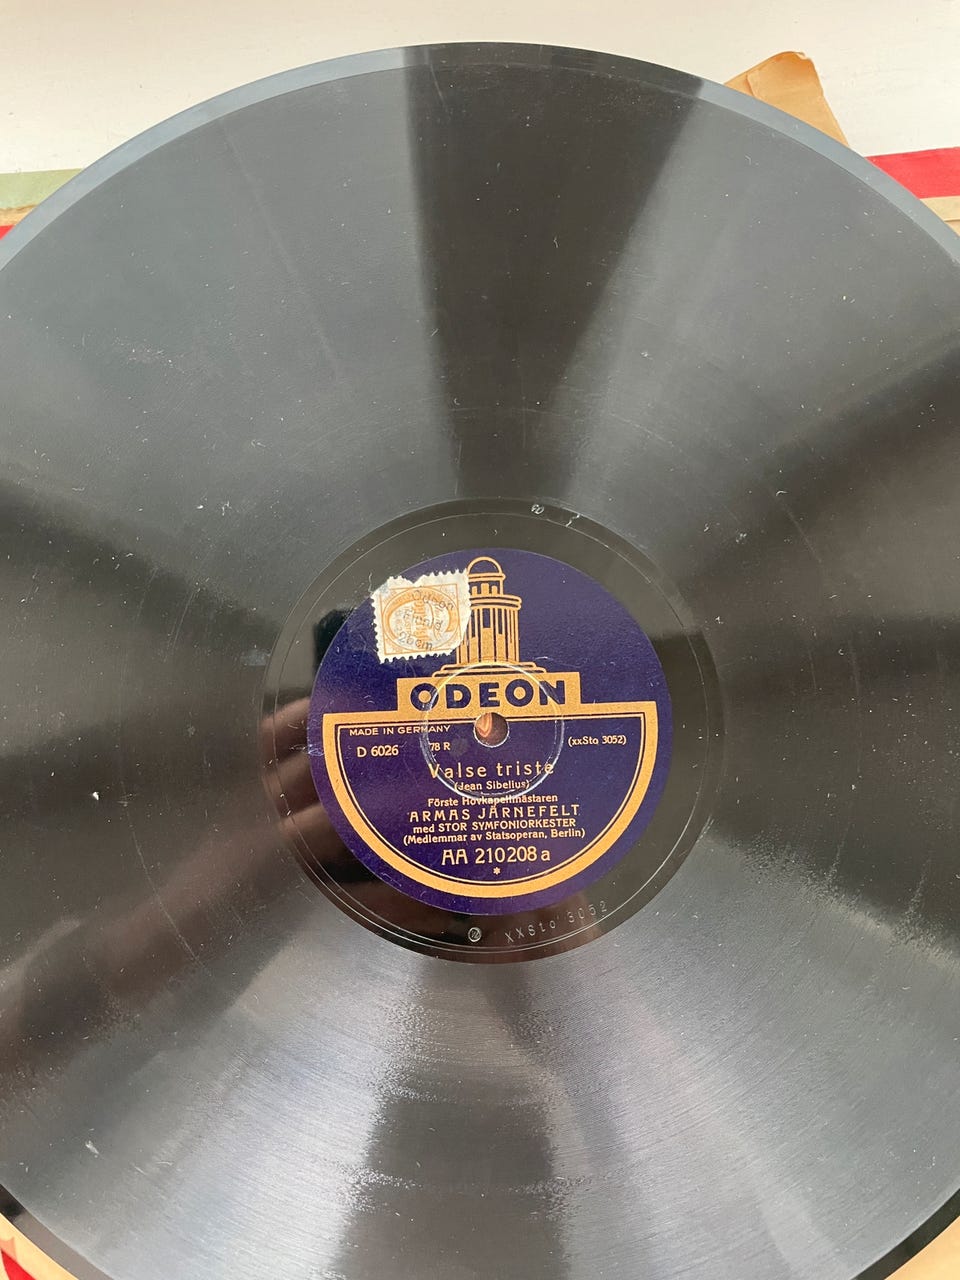 ODEON
MADE IN GERMANY
D 6026 78 R (xxSto 3052)
Valse triste
(Jean Sibelius)
Förste Hovkapellmästaren
ARMAS JÄRNEFELT
med STOR SYMFONIORKESTER
(Medlemmar av Statsoperan, Berlin)
AA 210208 a
*
XXSto 3052